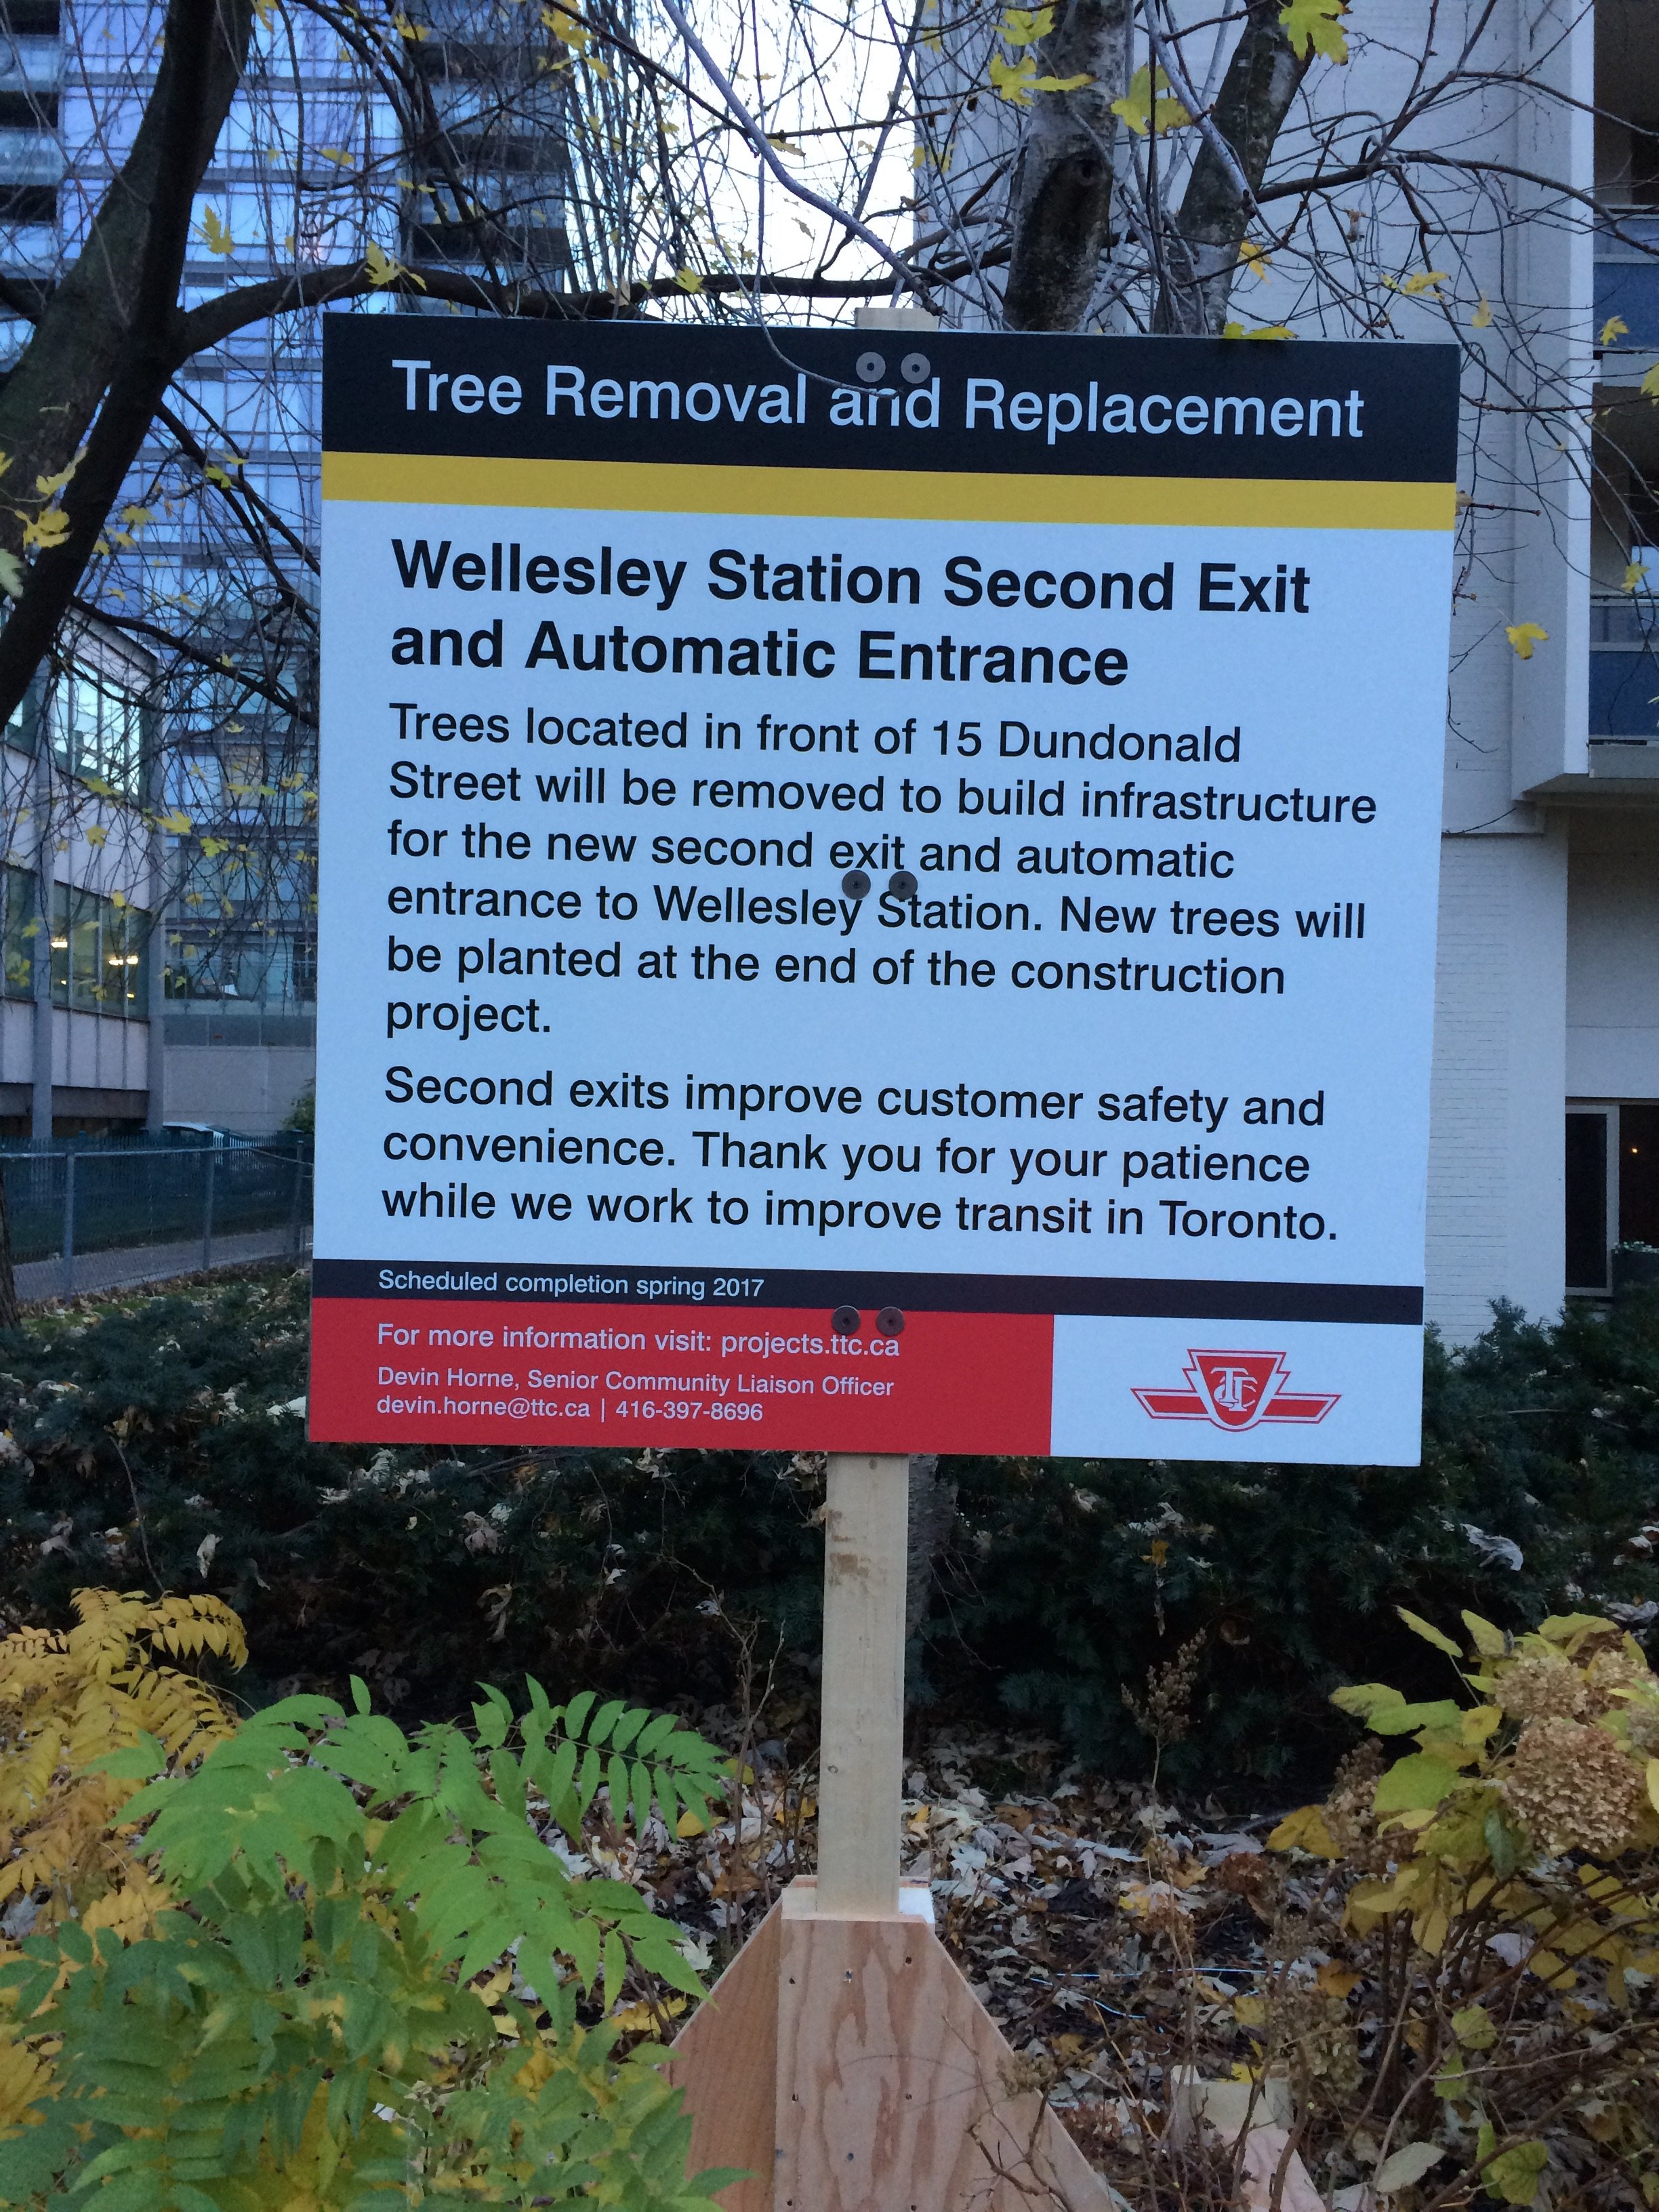 Tree Removal and Replacement
Wellesley Station Second Exit
and Automatic Entrance
Trees located in front of 15 Dundonald
Street will be removed to build infrastructure
for the new second exit and automatic
entrance to Wellesley Station. New trees will
be planted at the end of the construction
project.
Second exits improve customer safety and
convenience. Thank you for your patience
while we work to improve transit in Toronto.
Scheduled completion spring 2017
For more information visit: projects.ttc.ca
Devin Horne, Senior Community Liaison Officer
devin.horne@ttc.ca | 416-397-8696
TTC